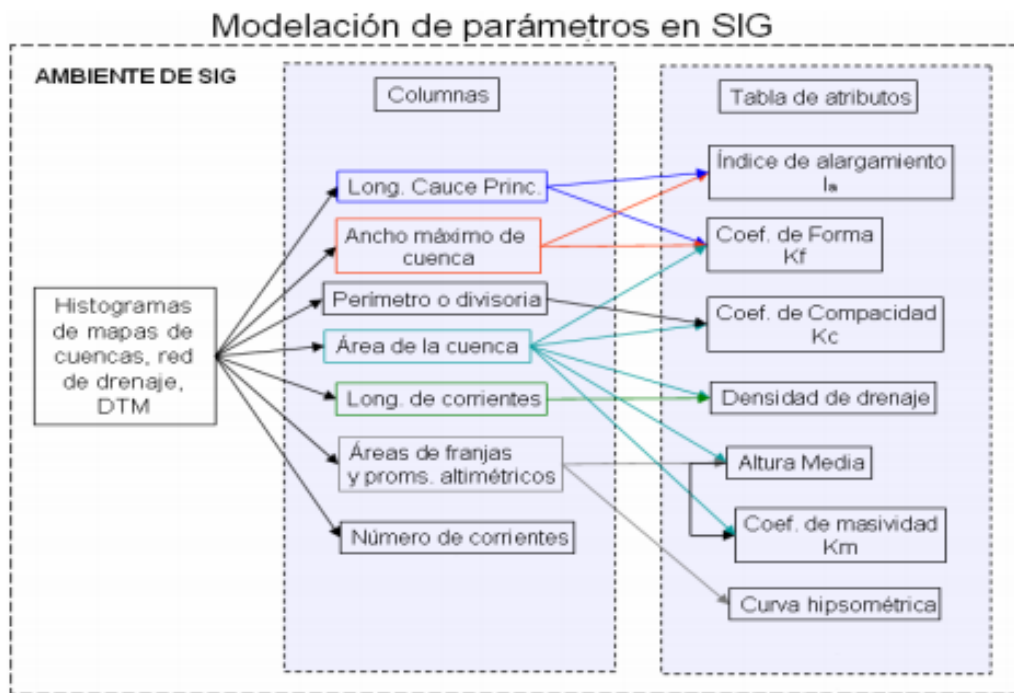 Modelación de parámetros en SIG
AMBIENTE DE SIG
Histogramas
de mapas de
cuencas, red
de drenaje,
DTM
Columnas
Long. Cauce Princ.
Ancho máximo de
cuenca
Perímetro o divisoria
Área de la cuenca
Long. de corrientes
Áreas de franjas
y proms. altimétricos
Número de corrientes
Tabla de atributos
Índice de alargamiento
Ia
Coef. de Forma
Kf
Coef. de Compacidad
Kc
Densidad de drenaje
Altura Media
Coef. de masividad
Km
Curva hipsométrica